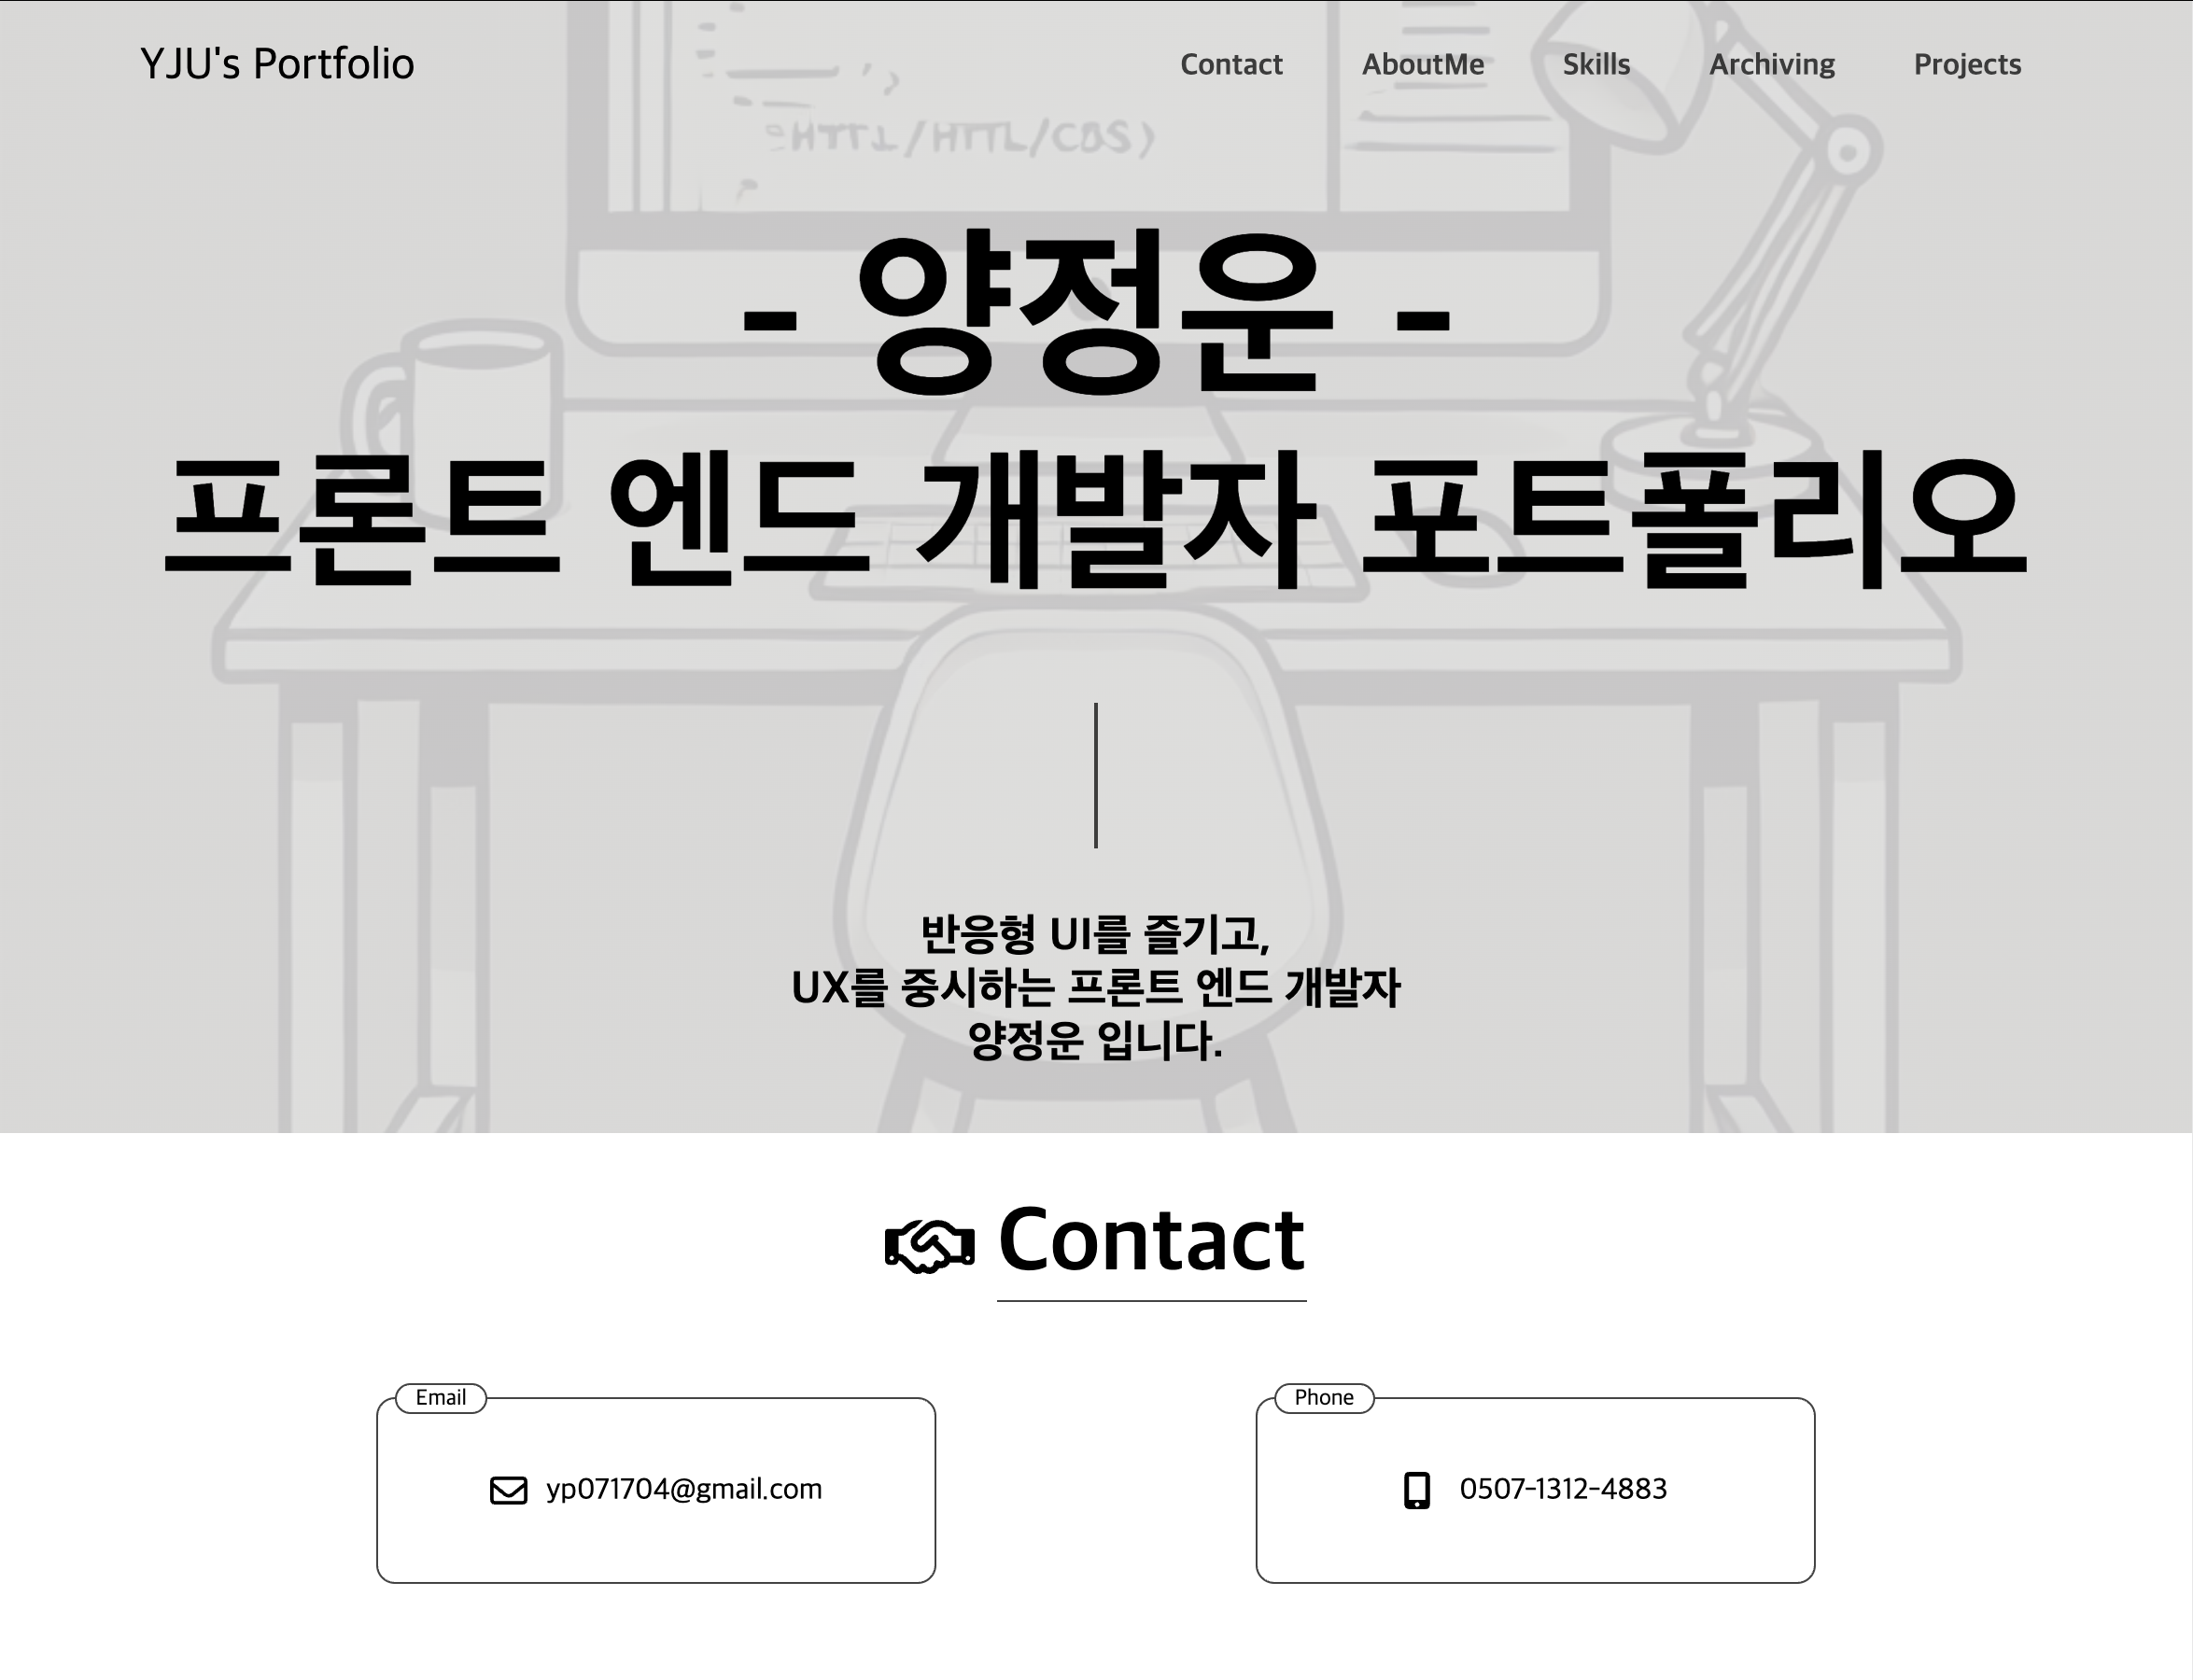 YJU's Portfolio
Contact AboutMe Skills Archiving Projects
- 양정운 -
프론트 엔드 개발자 포트폴리오
반응형 UI를 즐기고,
UX를 중시하는 프론트 엔드 개발자
양정운 입니다.
Contact
Email
yp071704@gmail.com
Phone
0507-1312-4883